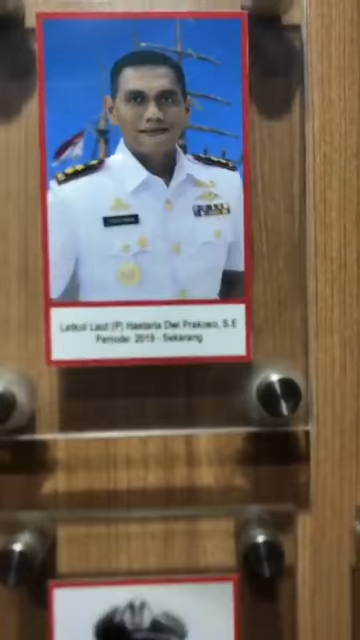 Letkol Laut (P) Hastaria Dwi Prakoso, S.E
Periode: 2019 - Sekarang